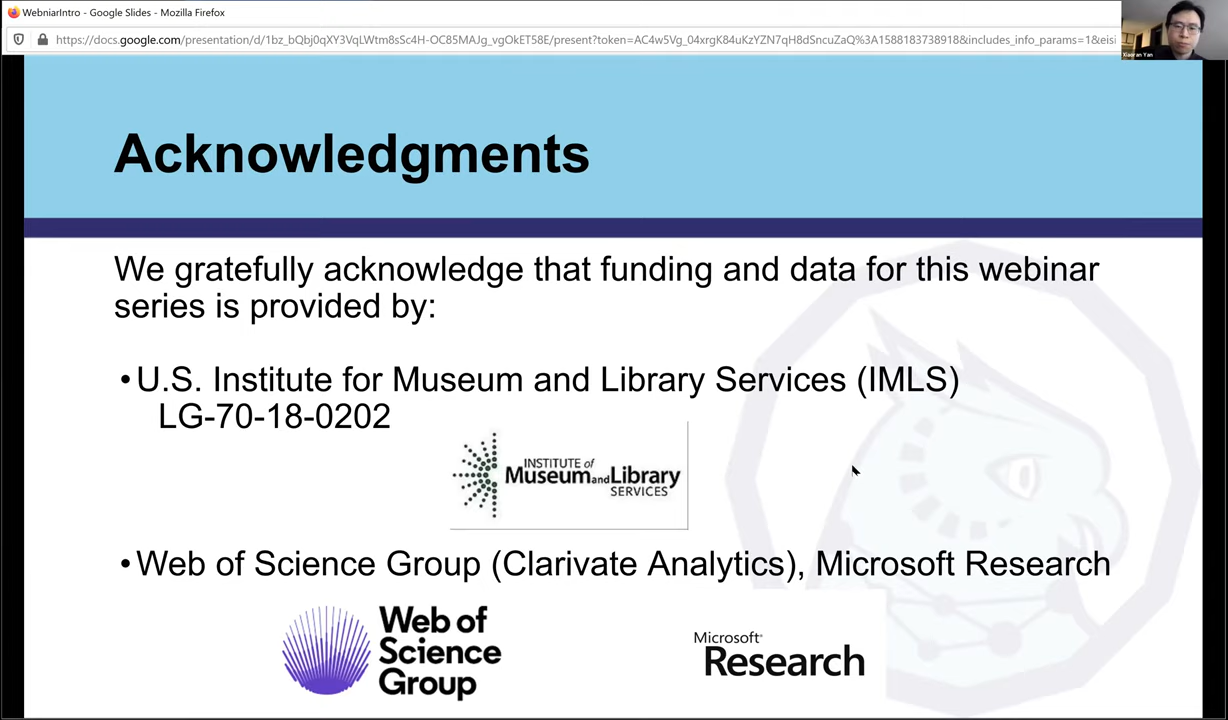 WebniarIntro - Google Slides - Mozilla Firefox
https://docs.google.com/presentation/d/1bz_bQbj0qXY3VqLWtm8sSc4H-OC85MAJg_vgOkET58E/present?token=AC4w5Vg_04xrgK84uKzYZN7qH8dSncuZaQ%3A1588183738918&includes_info_params=1&eisi
Xiaoran Yan
Acknowledgments
We gratefully acknowledge that funding and data for this webinar
series is provided by:
•U.S. Institute for Museum and Library Services (IMLS)
LG-70-18-0202
INSTITUTE of
Museum and Library
SERVICES
•Web of Science Group (Clarivate Analytics), Microsoft Research
Web of
Science
Group
Microsoft®
Research